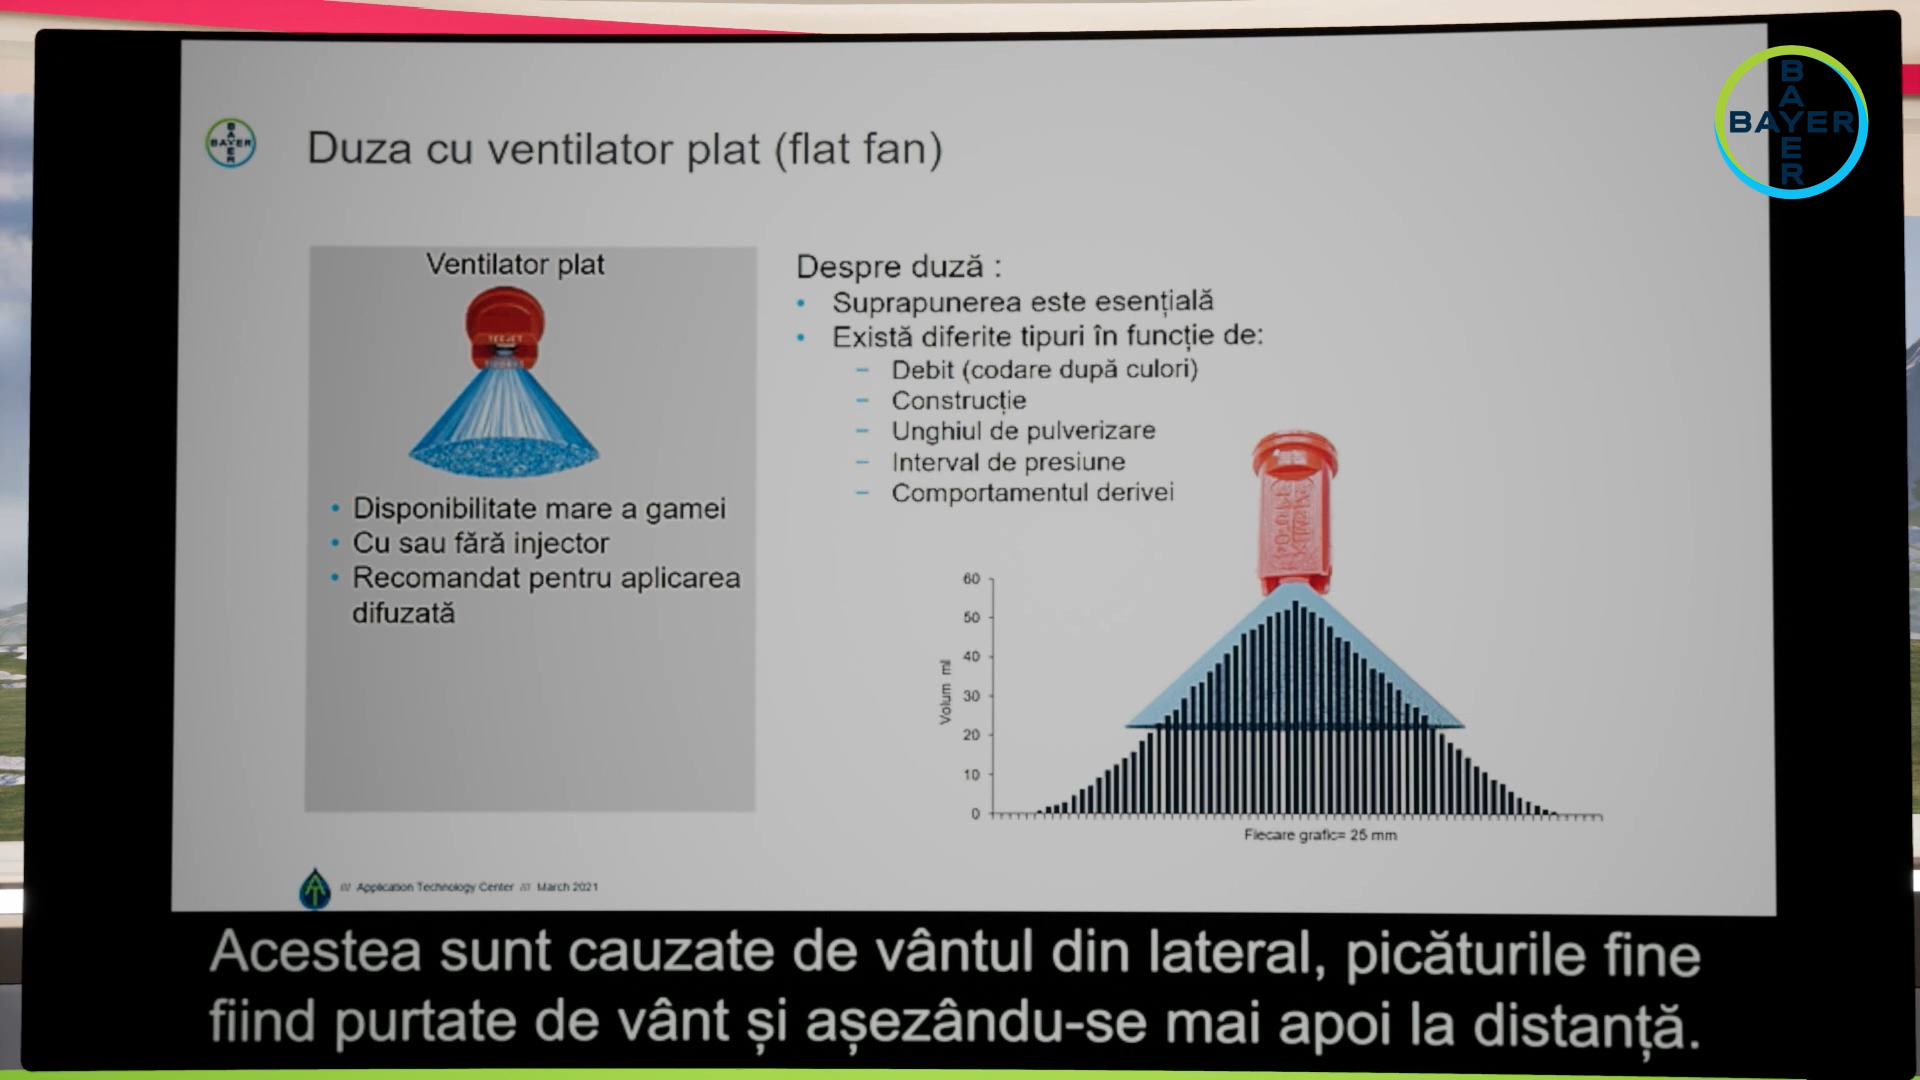 BAYER
BAYER
Duza cu ventilator plat (flat fan)
Ventilator plat
TEEJET
• Disponibilitate mare a gamei
• Cu sau fără injector
• Recomandat pentru aplicarea
difuzată
Despre duză :
• Suprapunerea este esențială
• Există diferite tipuri în funcție de:
– Debit (codare după culori)
– Construcție
– Unghiul de pulverizare
– Interval de presiune
– Comportamentul derivei
60
50
40
30
20
10
0
Volum ml
Fiecare grafic= 25 mm
/// Application Technology Center /// March 2021
Acestea sunt cauzate de vântul din lateral, picăturile fine
fiind purtate de vânt și așezându-se mai apoi la distanță.